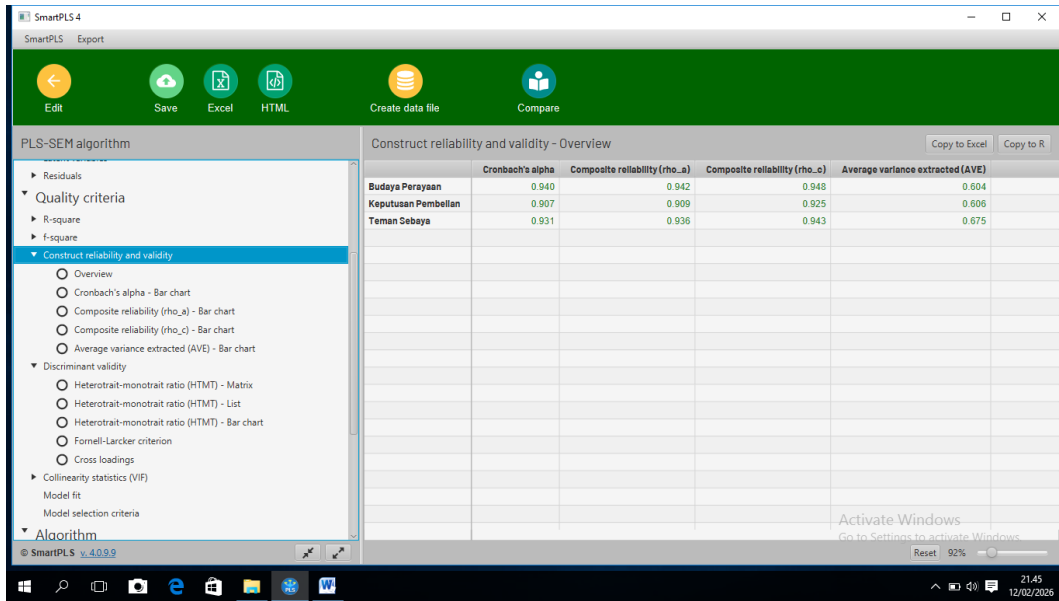 SmartPLS 4
SmartPLS Export
Edit Save Excel HTML Create data file Compare
PLS-SEM algorithm
Residuals
Quality criteria
R-square
f-square
Construct reliability and validity
Overview
Cronbach's alpha - Bar chart
Composite reliability (rho_a) - Bar chart
Composite reliability (rho_c) - Bar chart
Average variance extracted (AVE) - Bar chart
Discriminant validity
Heterotrait-monotrait ratio (HTMT) - Matrix
Heterotrait-monotrait ratio (HTMT) - List
Heterotrait-monotrait ratio (HTMT) - Bar chart
Fornell-Larcker criterion
Cross loadings
Collinearity statistics (VIF)
Model fit
Model selection criteria
Algorithm
© SmartPLS v. 4.0.9.9
Construct reliability and validity - Overview Copy to Excel Copy to R
Cronbach's alpha Composite reliability (rho_a) Composite reliability (rho_c) Average variance extracted (AVE)
Budaya Perayaan 0.940 0.942 0.948 0.604
Keputusan Pembelian 0.907 0.909 0.925 0.606
Teman Sebaya 0.931 0.936 0.943 0.675
Activate Windows
Go to Settings to activate Windows.
Reset 92%
PLS
21.45
12/02/2026